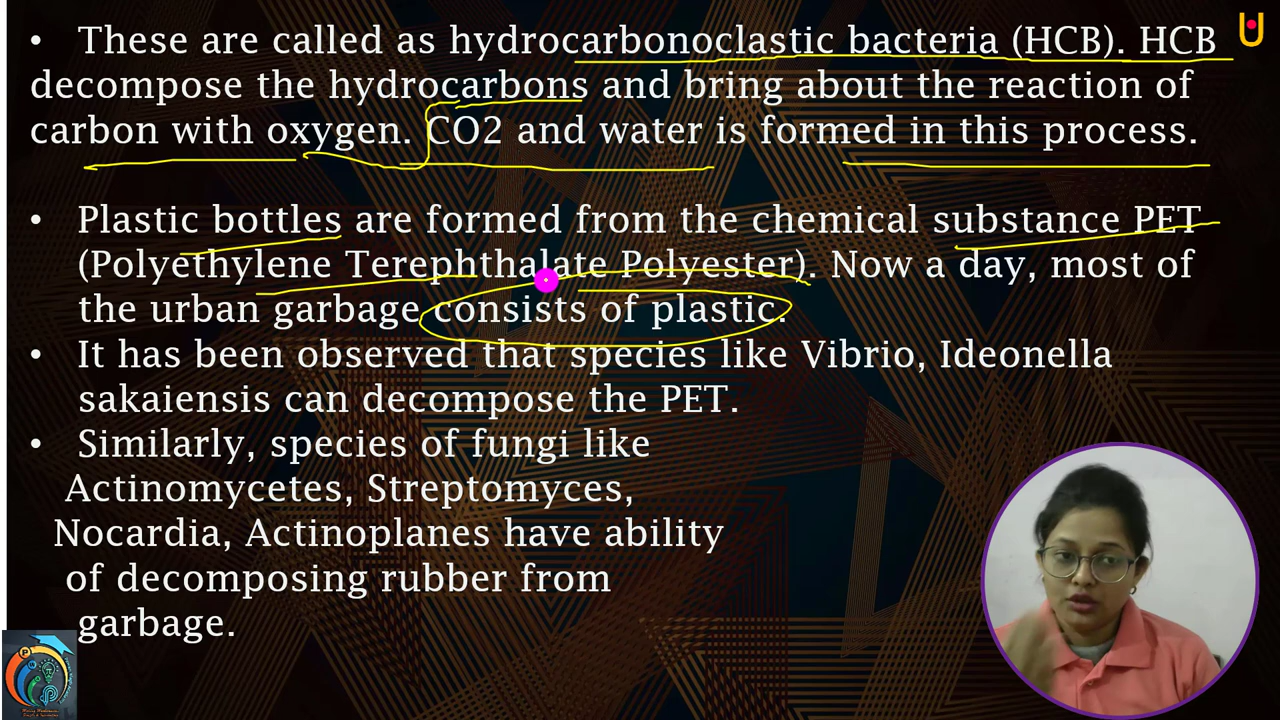 • These are called as hydrocarbonoclastic bacteria (HCB). HCB
decompose the hydrocarbons and bring about the reaction of
carbon with oxygen. CO2 and water is formed in this process.
• Plastic bottles are formed from the chemical substance PET
(Polyethylene Terephthalate Polyester). Now a day, most of
the urban garbage consists of plastic.
• It has been observed that species like Vibrio, Ideonella
sakaiensis can decompose the PET.
• Similarly, species of fungi like
Actinomycetes, Streptomyces,
Nocardia, Actinoplanes have ability
of decomposing rubber from
garbage.